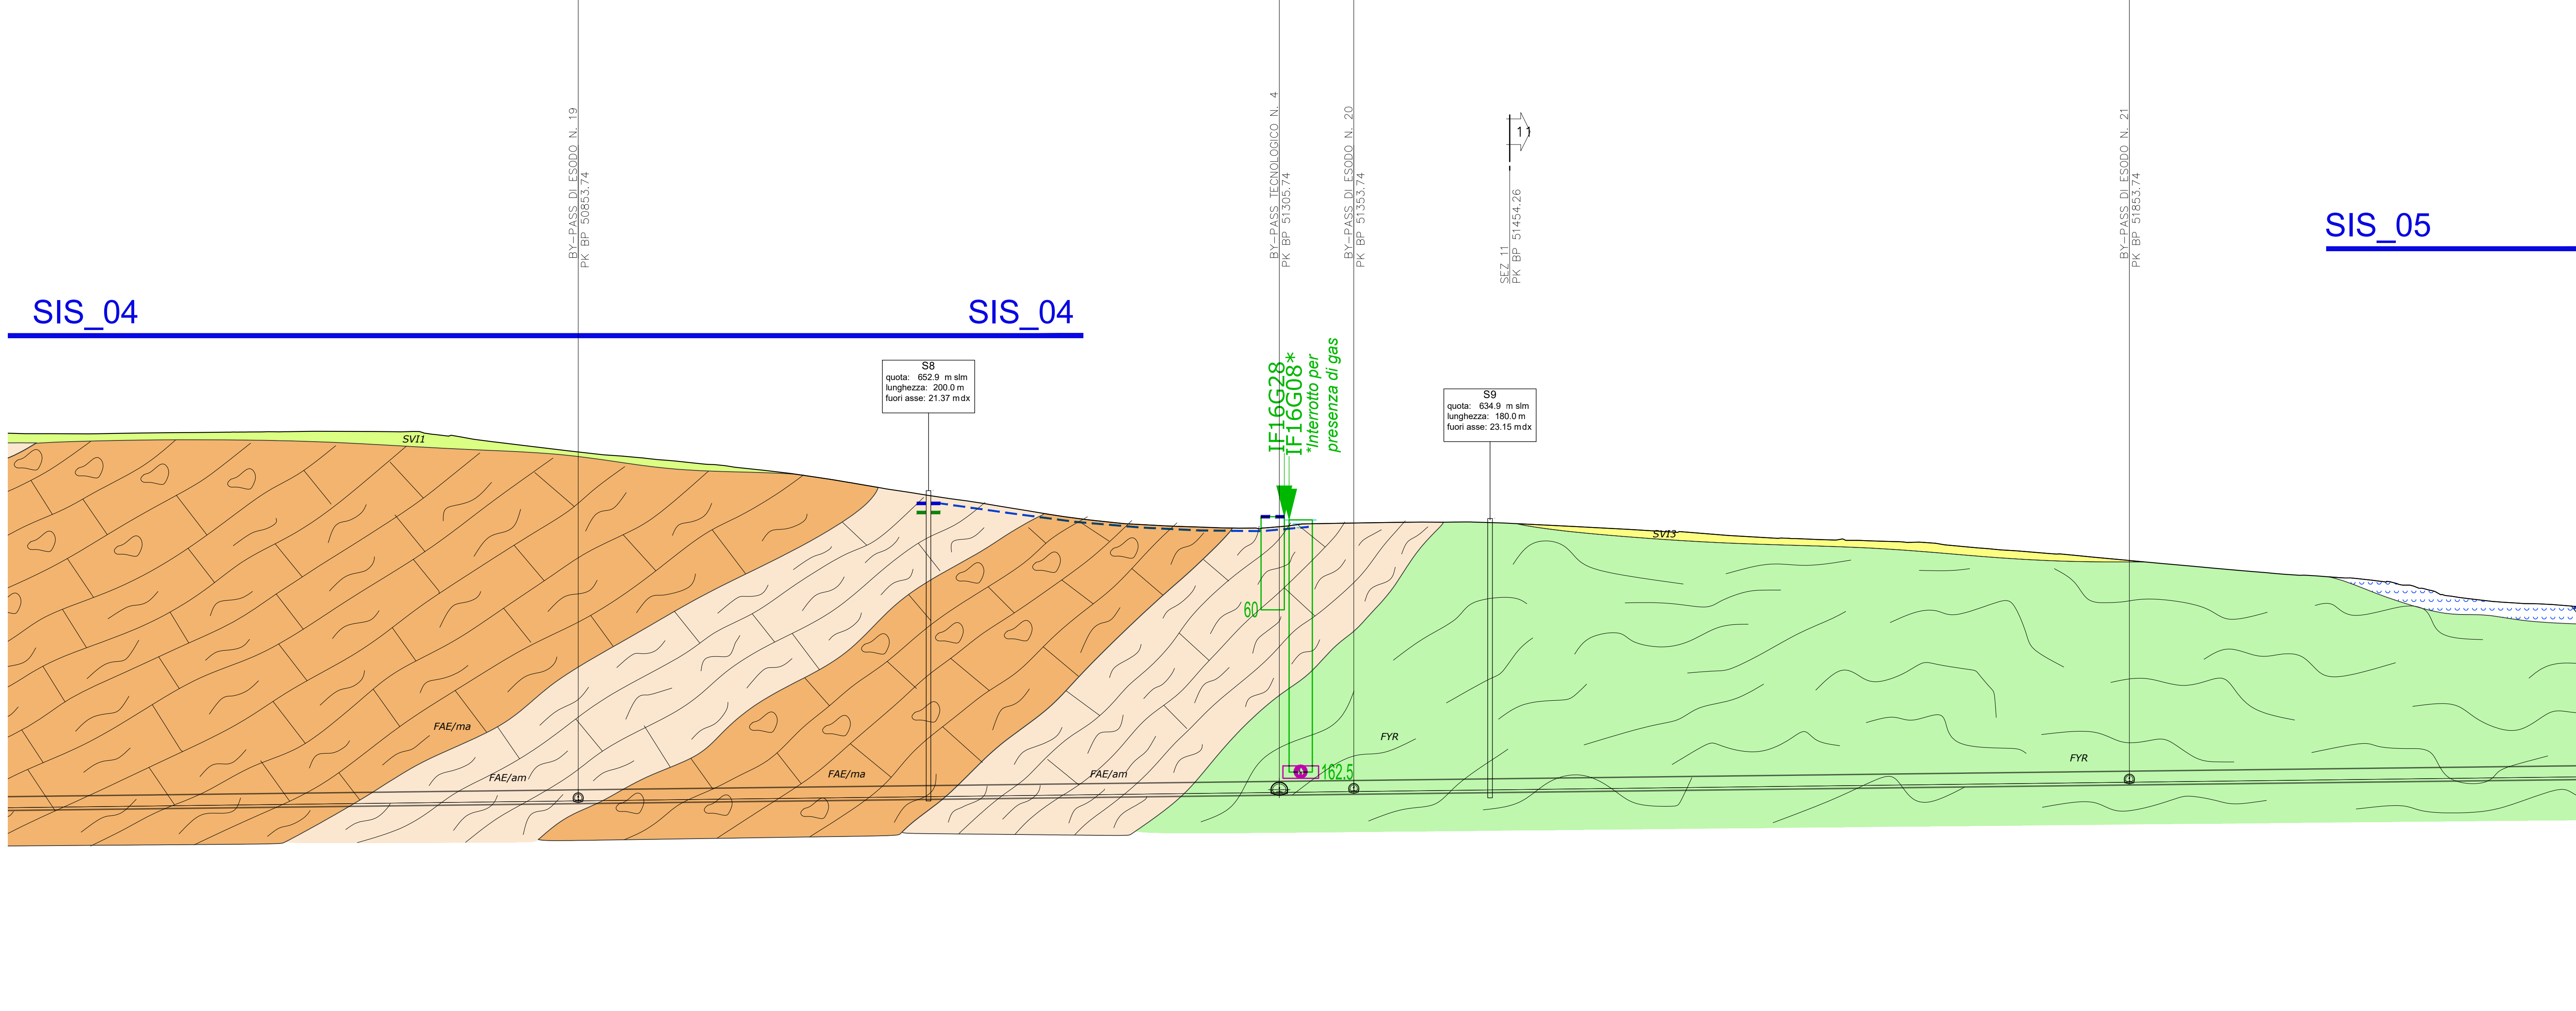 BY-PASS DI ESODO N. 19
PK BP 50853.74
BY-PASS TECNOLOGICO N. 4
PK BP 51305.74
BY-PASS DI ESODO N. 20
PK BP 51353.74
11
SEZ 11
PK BP 51454.26
BY-PASS DI ESODO N. 21
PK BP 51853.74
SIS_05
SIS_04
SIS_04
S8
quota: 652.9 m slm
lunghezza: 200.0 m
fuori asse: 21.37 m dx
IF16G28
IF16G08*
*Interrotto per
presenza di gas
S9
quota: 634.9 m slm
lunghezza: 180.0 m
fuori asse: 23.15 m dx
SVI1
SVI3
60
FAE/ma
FYR
FYR
FAE/am
FAE/ma
FAE/am
162.5